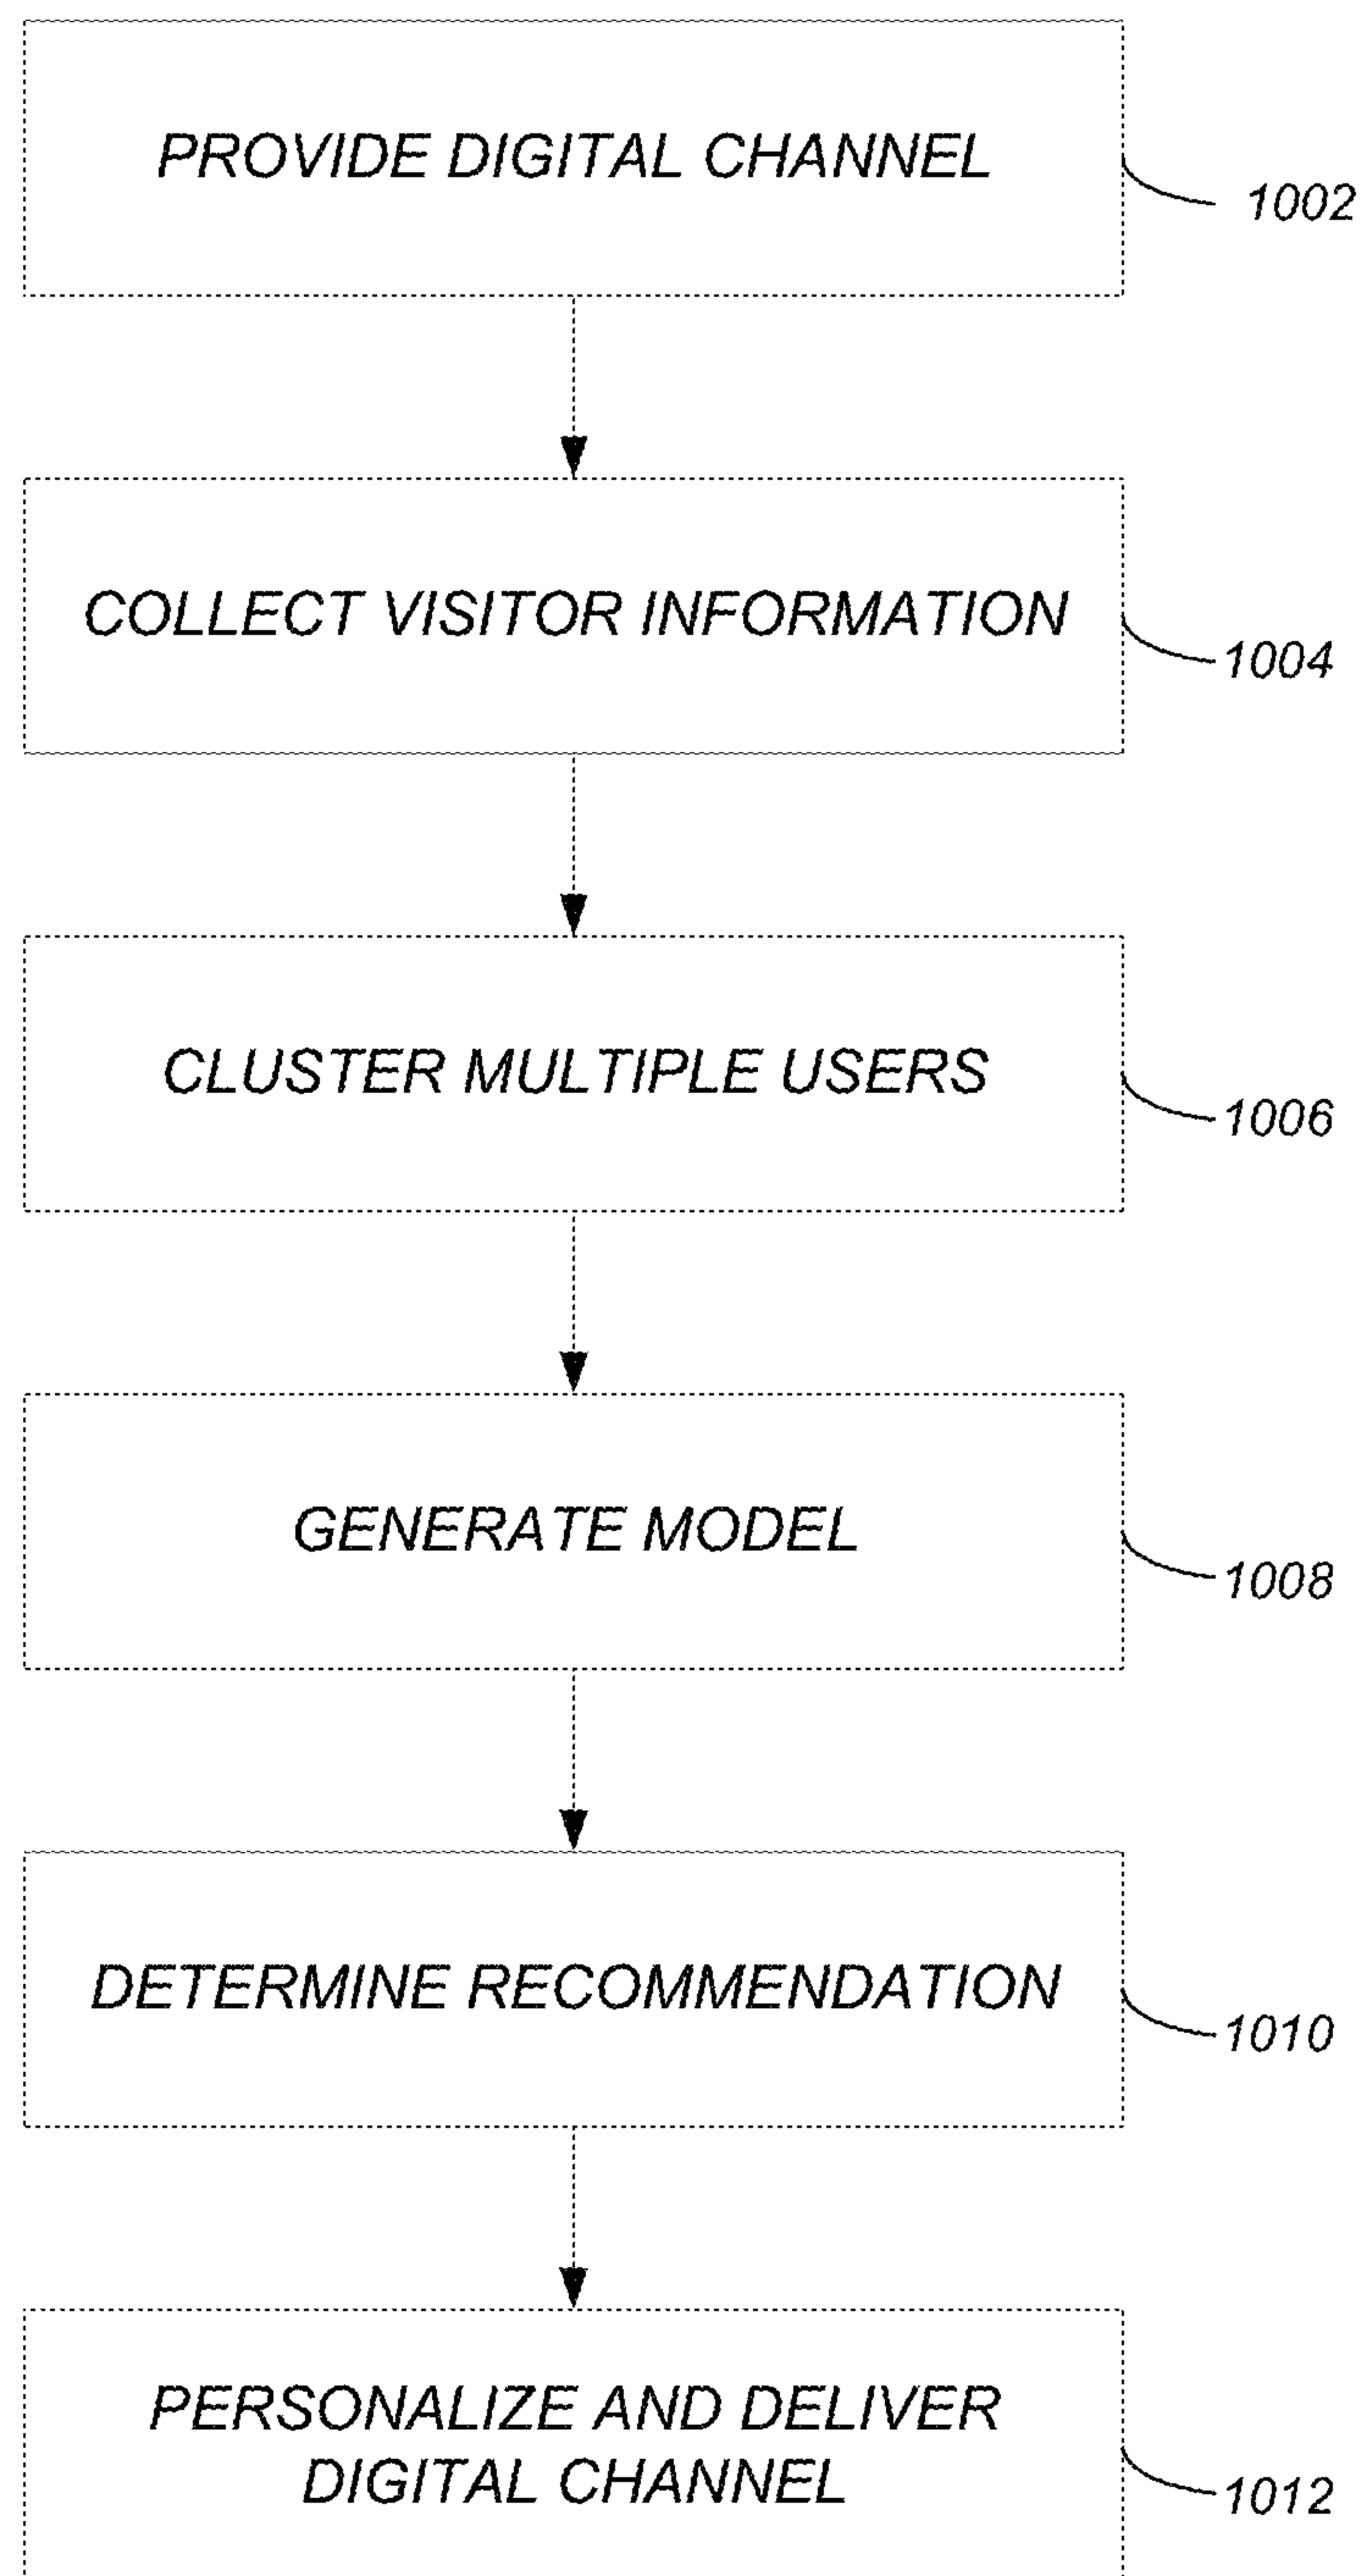 PROVIDE DIGITAL CHANNEL
1002
COLLECT VISITOR INFORMATION
1004
CLUSTER MULTIPLE USERS
1006
GENERATE MODEL
1008
DETERMINE RECOMMENDATION
1010
PERSONALIZE AND DELIVER
DIGITAL CHANNEL
1012